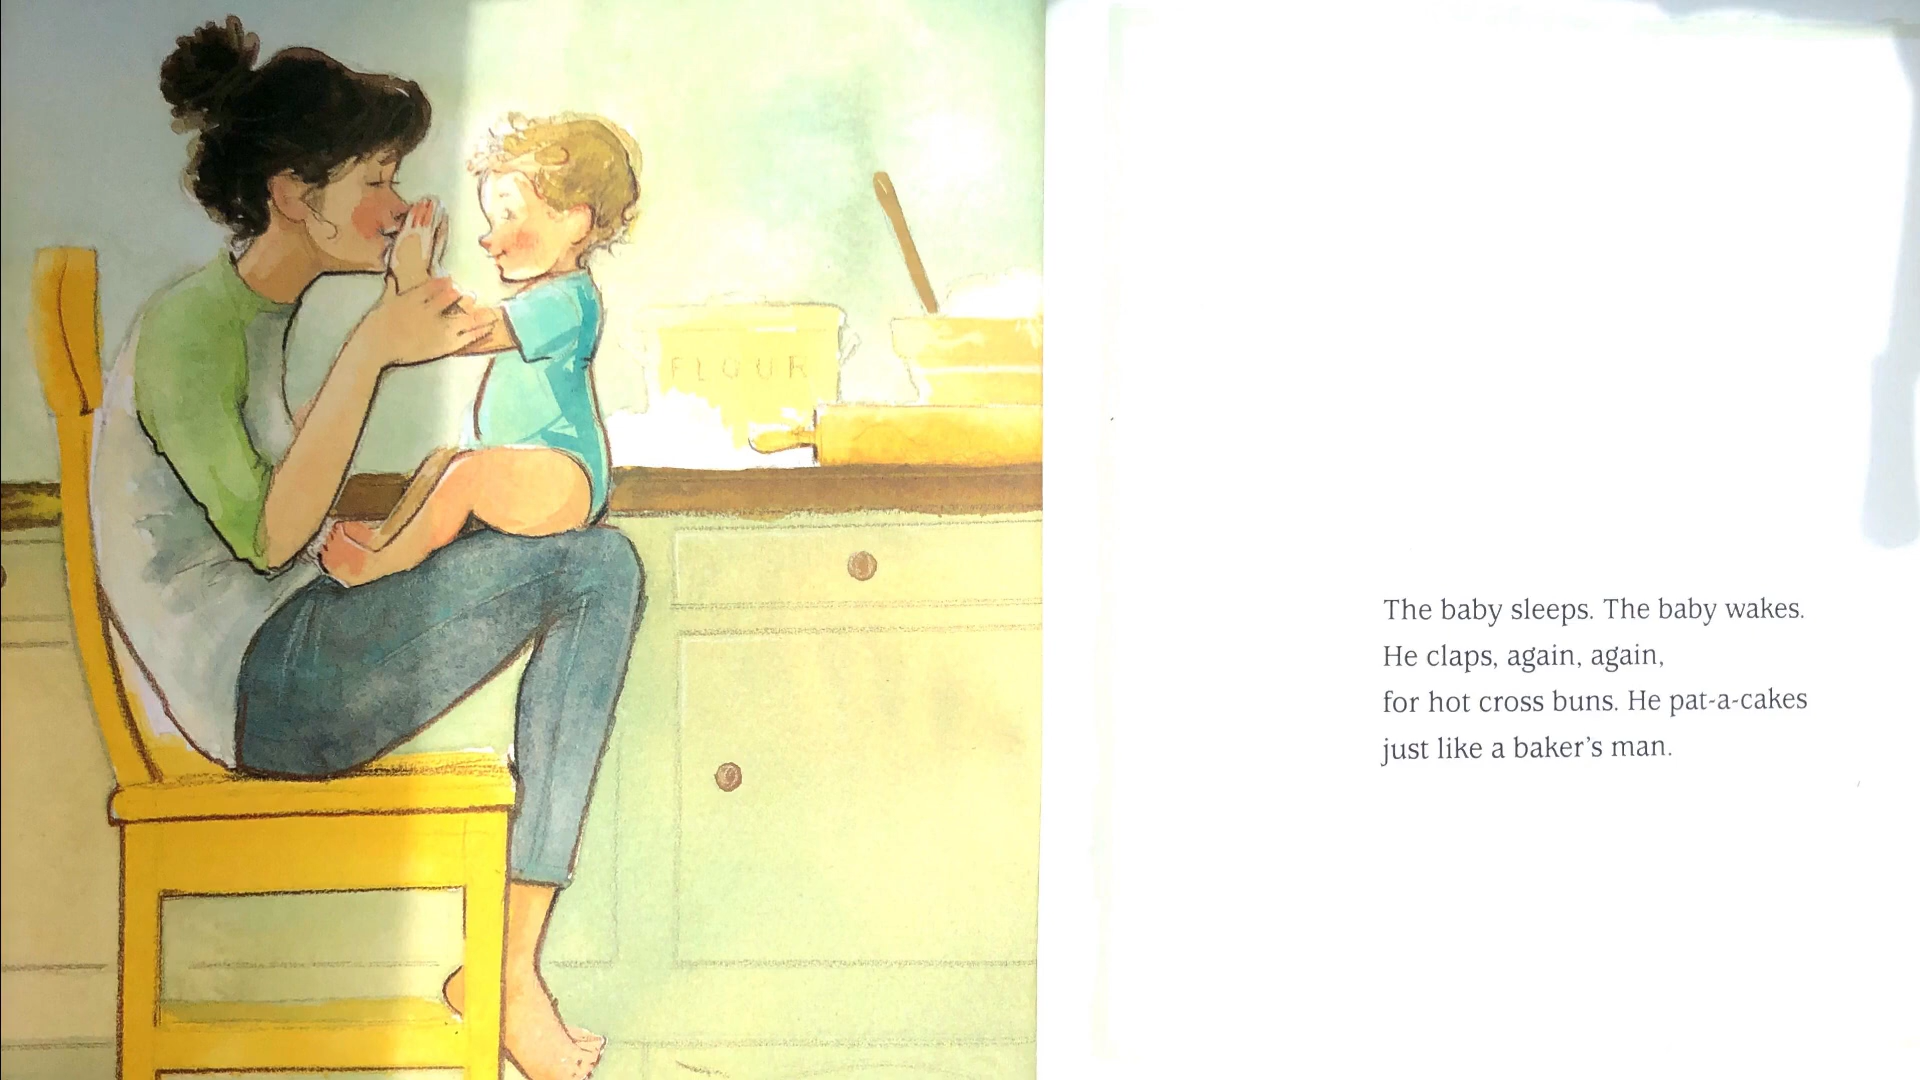 FLOUR
The baby sleeps. The baby wakes.
He claps, again, again,
for hot cross buns. He pat-a-cakes
just like a baker’s man.